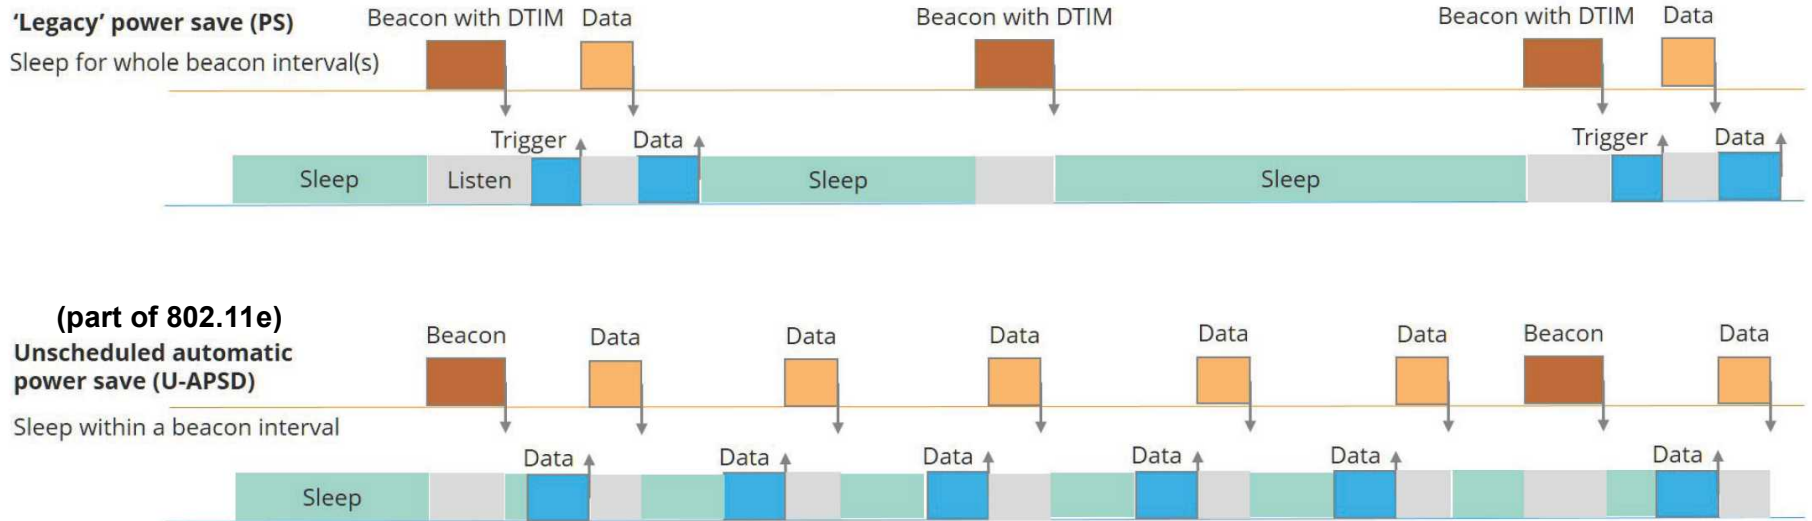 ‘Legacy’ power save (PS)
Beacon with DTIM Data Beacon with DTIM Beacon with DTIM Data
Sleep for whole beacon interval(s)
Trigger Data Trigger Data
Sleep Listen Sleep Sleep
(part of 802.11e)
Beacon Data Data Data Data Data Beacon Data
Unscheduled automatic
power save (U-APSD)
Sleep within a beacon interval
Data Data Data Data Data Data
Sleep